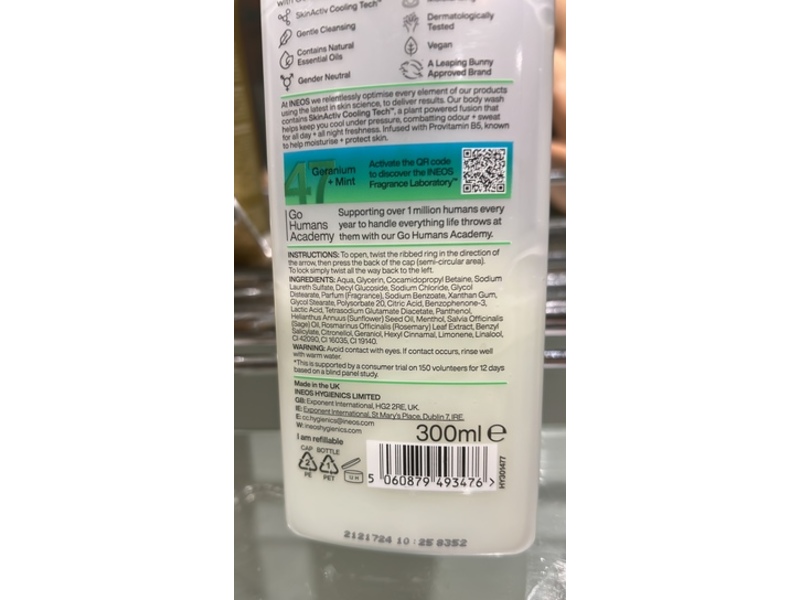 SkinActiv Cooling Tech™
Gentle Cleansing
Contains Natural
Essential Oils
Gender Neutral
Dermatologically
Tested
Vegan
A Leaping Bunny
Approved Brand
At INEOS we relentlessly optimise every element of our products
using the latest in skin science, to deliver results. Our body wash
contains SkinActiv Cooling Tech™, a plant powered fusion that
helps keep you cool under pressure, combatting odour + sweat
for all day + all night freshness. Infused with Provitamin B5, known
to help moisturise + protect skin.
47
Geranium
+ Mint
Activate the QR code
to discover the INEOS
Fragrance Laboratory™
Go
Humans
Academy
Supporting over 1 million humans every
year to handle everything life throws at
them with our Go Humans Academy.
INSTRUCTIONS: To open, twist the ribbed ring in the direction of
the arrow, then press the back of the cap (semi-circular area).
To lock simply twist all the way back to the left.
INGREDIENTS: Aqua, Glycerin, Cocamidopropyl Betaine, Sodium
Laureth Sulfate, Decyl Glucoside, Sodium Chloride, Glycol
Distearate, Parfum (Fragrance), Sodium Benzoate, Xanthan Gum,
Glycol Stearate, Polysorbate 20, Citric Acid, Benzophenone-3,
Lactic Acid, Tetrasodium Glutamate Diacetate, Panthenol,
Helianthus Annuus (Sunflower) Seed Oil, Menthol, Salvia Officinalis
(Sage) Oil, Rosmarinus Officinalis (Rosemary) Leaf Extract, Benzyl
Salicylate, Citronellol, Geraniol, Hexyl Cinnamal, Limonene, Linalool,
CI 42090, CI 16035, CI 19140.
WARNING: Avoid contact with eyes. If contact occurs, rinse well
with warm water.
*This is supported by a consumer trial on 150 volunteers for 12 days
based on a blind panel study.
Made in the UK
INEOS HYGIENICS LIMITED
GB: Exponent International, HG2 2RE, UK.
IE: Exponent International, St Mary's Place, Dublin 7, IRE.
E: cc.hygienics@ineos.com
W: ineoshygienics.com
300ml e
I am refillable
CAP BOTTLE
2 1
PE PET
12 M
5 060879 493476 >
HY301477
2121724 10:25 8352